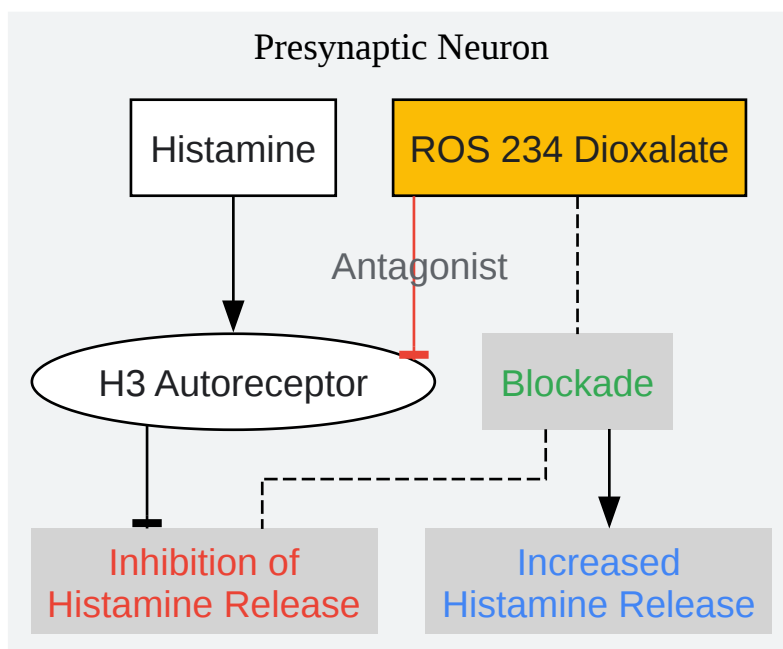 Presynaptic Neuron
Histamine
ROS 234 Dioxalate
Antagonist
H3 Autoreceptor
Blockade
Inhibition of
Histamine Release
Increased
Histamine Release